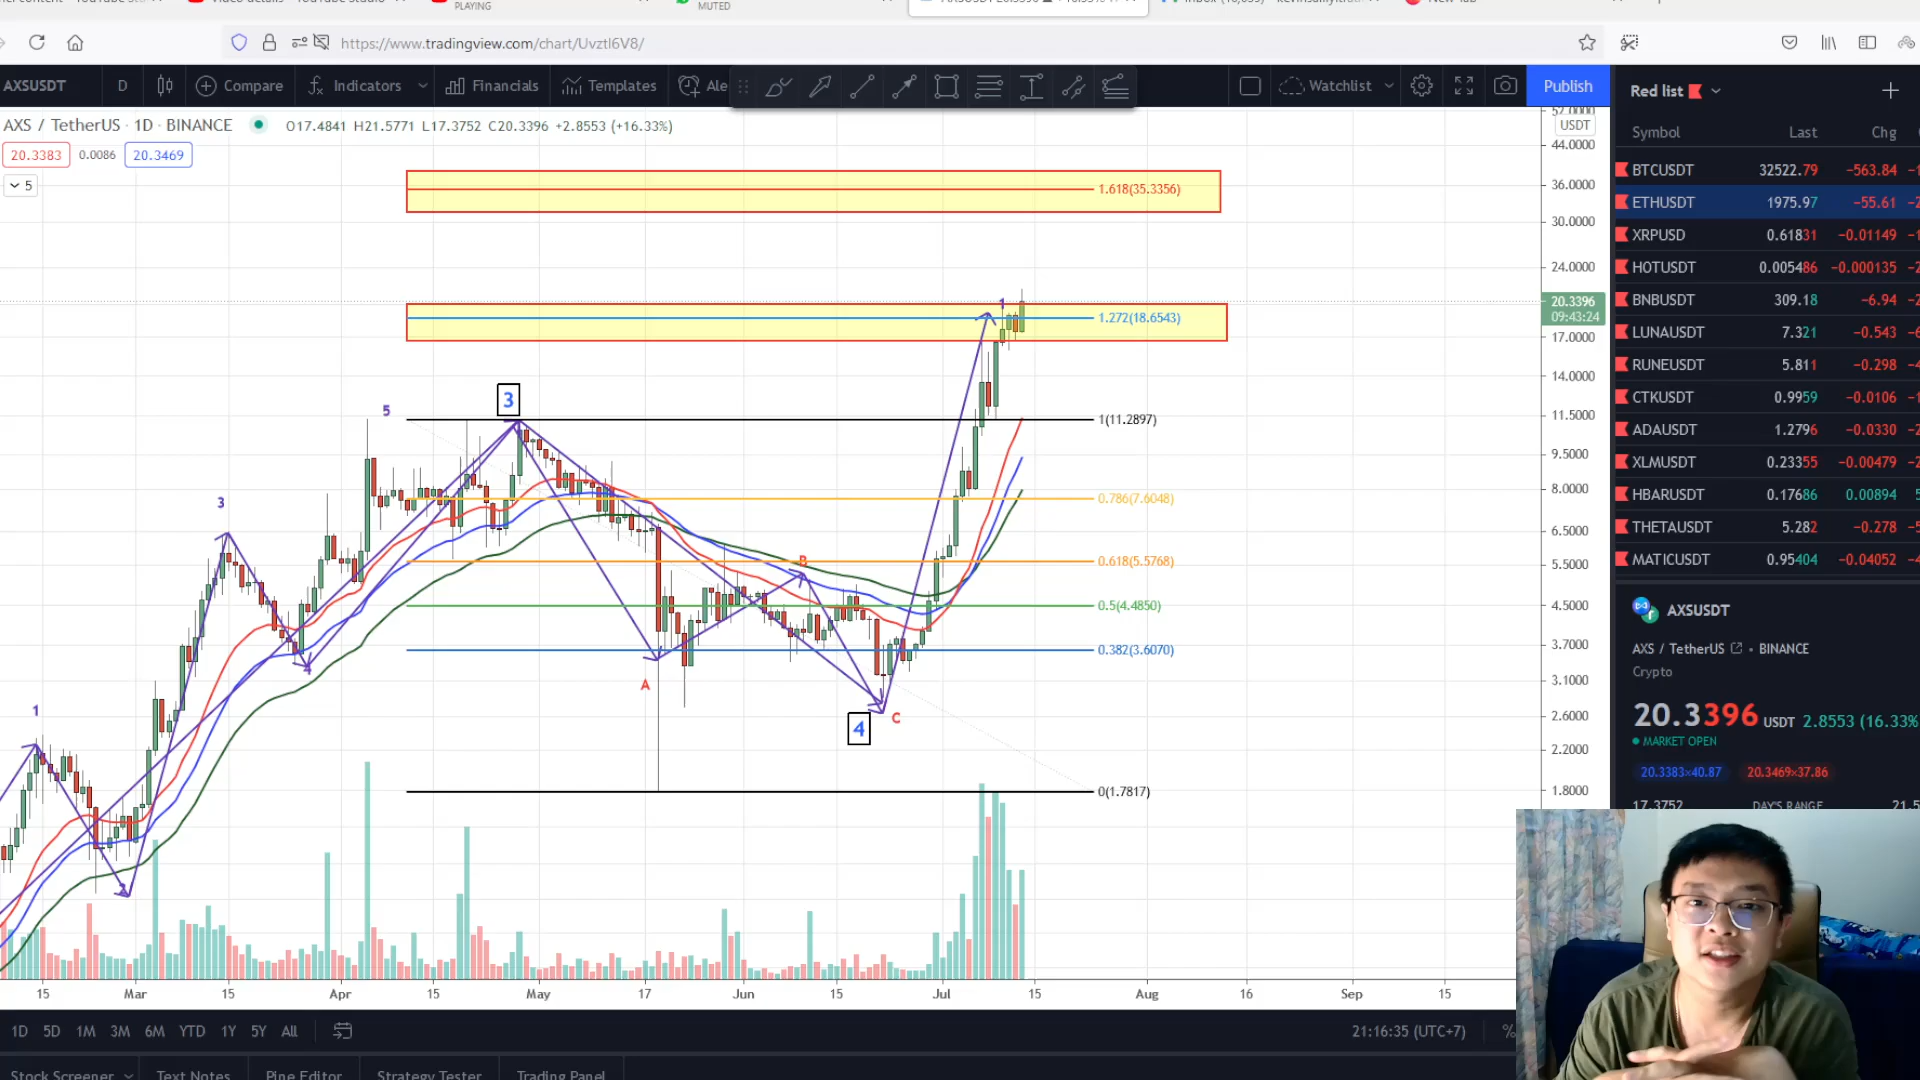 PLAYING
MUTED
https://www.tradingview.com/chart/Uvztl6V8/
AXSUSDT D Compare Indicators Financials Templates Ale Watchlist Publish
AXS / TetherUS · 1D · BINANCE O17.4841 H21.5771 L17.3752 C20.3396 +2.8553 (+16.33%)
20.3383 0.0086 20.3469
5
USDT
44.0000
36.0000
30.0000
24.0000
20.3396
09:43:24
17.0000
14.0000
11.5000
9.5000
8.0000
6.5000
5.5000
4.5000
3.7000
3.1000
2.6000
2.2000
1.8000
1.618(35.3356)
1.272(18.6543)
1(11.2897)
0.786(7.6048)
0.618(5.5768)
0.5(4.4850)
0.382(3.6070)
0(1.7817)
1
3
5
3
1
4
B
A
4
C
2
15 Mar 15 Apr 15 May 17 Jun 15 Jul 15 Aug 16 Sep 15
1D 5D 1M 3M 6M YTD 1Y 5Y All
21:16:35 (UTC+7) %
Stock Screener Text Notes Pine Editor Strategy Tester Trading Panel
Red list
Symbol Last Chg
BTCUSDT 32522.79 -563.84
ETHUSDT 1975.97 -55.61
XRPUSD 0.61831 -0.01149
HOTUSDT 0.005486 -0.000135
BNBUSDT 309.18 -6.94
LUNAUSDT 7.321 -0.543
RUNEUSDT 5.811 -0.298
CTKUSDT 0.9959 -0.0106
ADAUSDT 1.2796 -0.0330
XLMUSDT 0.23355 -0.00479
HBARUSDT 0.17686 0.00894
THETAUSDT 5.282 -0.278
MATICUSDT 0.95404 -0.04052
AXSUSDT
AXS / TetherUS • BINANCE
Crypto
20.3396 USDT 2.8553 (16.33%
MARKET OPEN
20.3383×40.87 20.3469×37.86
17.3752 DAY'S RANGE 21.5